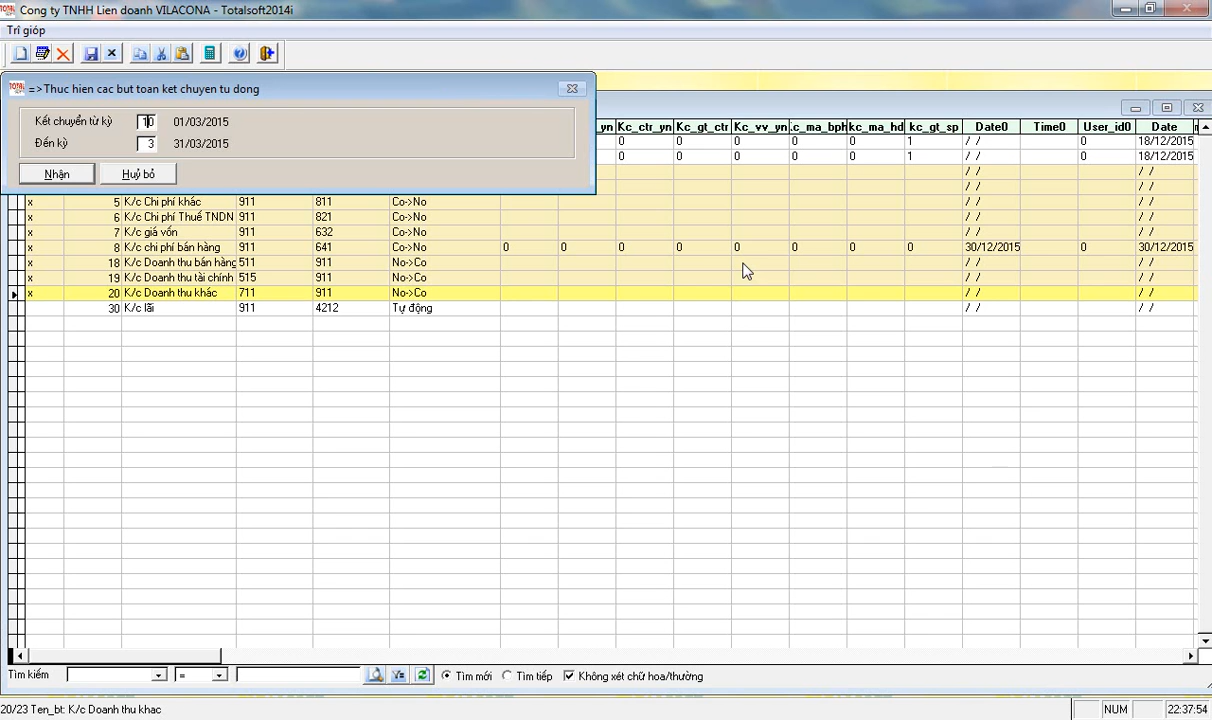 Công ty TNHH Lien doanh VILACONA - Totalsoft2014i
Trî gióp
=>Thuc hien cac but toan ket chuyen tu dong
Kết chuyển từ kỳ 10 01/03/2015
Đến kỳ 3 31/03/2015
Nhận Huỷ bỏ
_yn Kc_ctr_yn Kc_gt_ctr Kc_vv_yn :.c_ma_bph kc_ma_hd kc_gt_sp Date0 Time0 User_id0 Date
0 0 0 0 0 1 / / 0 18/12/2015
0 0 0 0 0 1 / / 0 18/12/2015
/ / / /
/ / / /
x 5 K/c Chi phí khác 911 811 Co->No / / / /
x 6 K/c Chi phí Thuế TNDN 911 821 Co->No / / / /
x 7 K/c giá vốn 911 632 Co->No / / / /
x 8 K/c chi phí bán hàng 911 641 Co->No 0 0 0 0 0 0 0 0 30/12/2015 0 30/12/2015
x 18 K/c Doanh thu bán hàng 511 911 No->Co / / / /
x 19 K/c Doanh thu tài chính 515 911 No->Co / / / /
x 20 K/c Doanh thu khác 711 911 No->Co / / / /
30 K/c lãi 911 4212 Tự động / / / /
Tìm kiếm = Tìm mới Tìm tiếp Không xét chữ hoa/thường
20/23 Ten_bt: K/c Doanh thu khac NUM 22:37:54